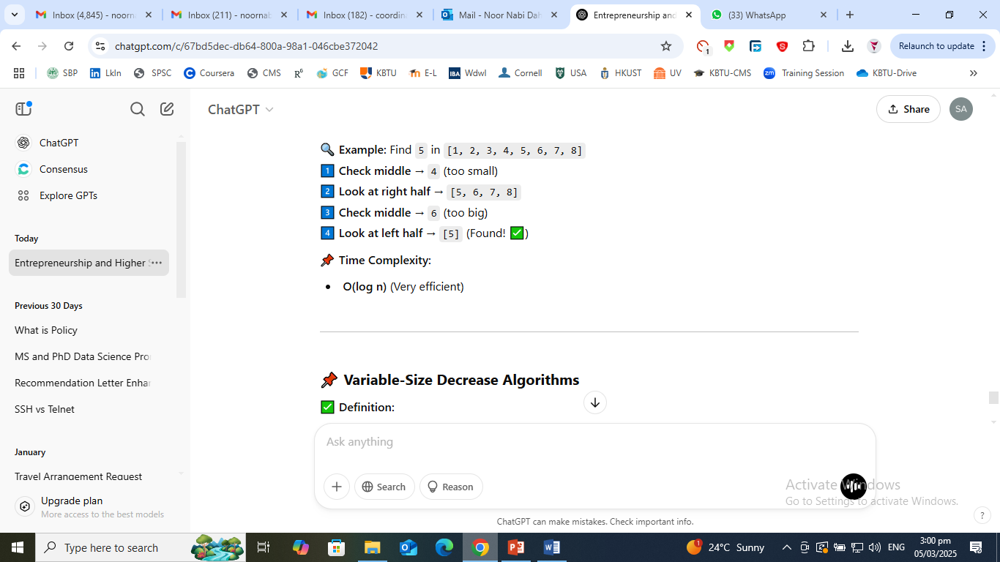 Inbox (4,845) - noorna
Inbox (211) - noornab
Inbox (182) - coordina
Mail - Noor Nabi Dah
Entrepreneurship and
(33) WhatsApp
chatgpt.com/c/67bd5dec-db64-800a-98a1-046cbe372042
1
Relaunch to update
SBP
LkIn
SPSC
Coursera
CMS
R^G
GCF
KBTU
E-L
IBA Wdwl
Cornell
USA
HKUST
UV
KBTU-CMS
zm Training Session
KBTU-Drive
ChatGPT
Share
SA
ChatGPT
Consensus
Explore GPTs
Today
Entrepreneurship and Higher S
Previous 30 Days
What is Policy
MS and PhD Data Science Pro
Recommendation Letter Enhan
SSH vs Telnet
January
Travel Arrangement Request
Upgrade plan
More access to the best models
🔍 Example: Find 5 in [1, 2, 3, 4, 5, 6, 7, 8]
1️⃣ Check middle → 4 (too small)
2️⃣ Look at right half → [5, 6, 7, 8]
3️⃣ Check middle → 6 (too big)
4️⃣ Look at left half → [5] (Found! ✅)
📌 Time Complexity:
• O(log n) (Very efficient)
📌 Variable-Size Decrease Algorithms
✅ Definition:
Ask anything
Search
Reason
Activate Windows
Go to Settings to activate Windows.
ChatGPT can make mistakes. Check important info.
?
Type here to search
1
24°C Sunny
ENG
3:00 pm
05/03/2025